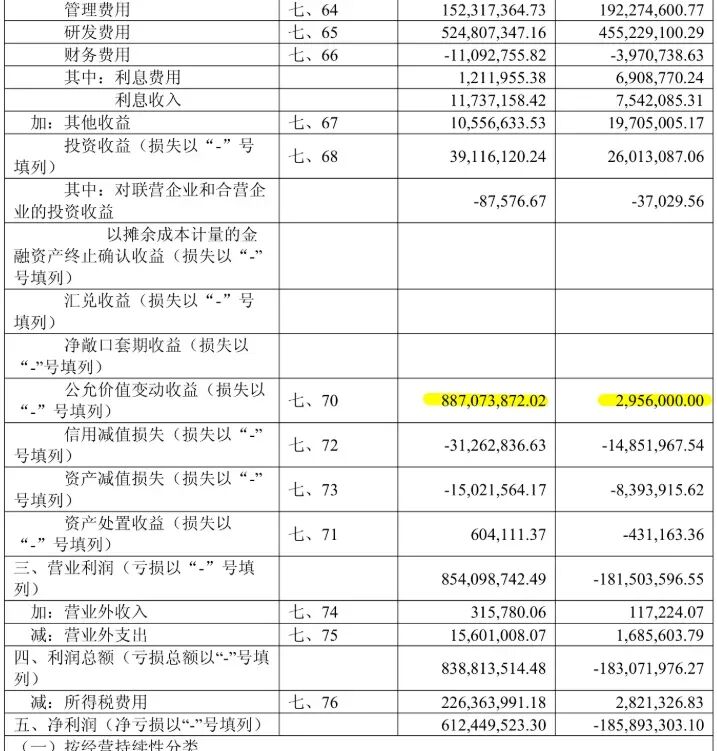 管理费用 七、64 152,317,364.73 192,274,600.77
研发费用 七、65 524,807,347.16 455,229,100.29
财务费用 七、66 -11,092,755.82 -3,970,738.63
其中：利息费用 1,211,955.38 6,908,770.24
利息收入 11,737,158.42 7,542,085.31
加：其他收益 七、67 10,556,633.53 19,705,005.17
投资收益（损失以“-”号
填列） 七、68 39,116,120.24 26,013,087.06
其中：对联营企业和合营企
业的投资收益 -87,576.67 -37,029.56
以摊余成本计量的金
融资产终止确认收益（损失以“-”
号填列）
汇兑收益（损失以“-”号
填列）
净敞口套期收益（损失以
“-”号填列）
公允价值变动收益（损失以
“-”号填列） 七、70 887,073,872.02 2,956,000.00
信用减值损失（损失以“-”
号填列） 七、72 -31,262,836.63 -14,851,967.54
资产减值损失（损失以“-”
号填列） 七、73 -15,021,564.17 -8,393,915.62
资产处置收益（损失以
“-”号填列） 七、71 604,111.37 -431,163.36
三、营业利润（亏损以“-”号填
列） 854,098,742.49 -181,503,596.55
加：营业外收入 七、74 315,780.06 117,224.07
减：营业外支出 七、75 15,601,008.07 1,685,603.79
四、利润总额（亏损总额以“-”号填
列） 838,813,514.48 -183,071,976.27
减：所得税费用 七、76 226,363,991.18 2,821,326.83
五、净利润（净亏损以“-”号填列） 612,449,523.30 -185,893,303.10
（一）按经营持续性分类